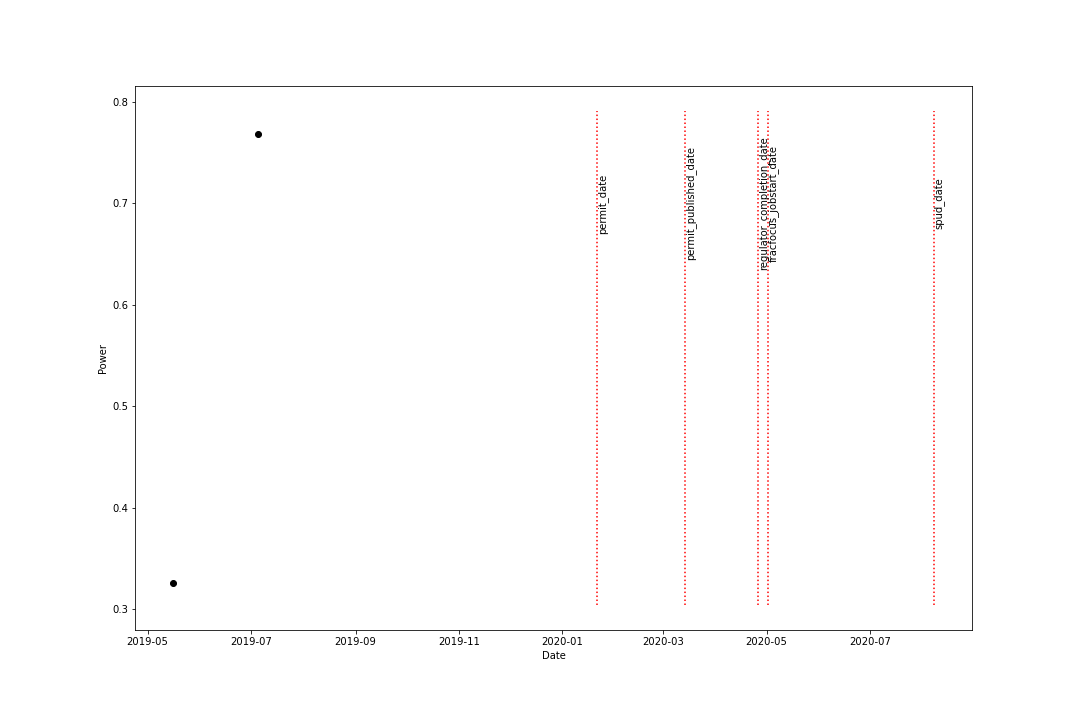 0.8
0.7
0.6
0.5
0.4
0.3
Power
permit_date
permit_published_date
regulator_completion_date
fracfocus_jobstart_date
spud_date
2019-05
2019-07
2019-09
2019-11
2020-01
2020-03
2020-05
2020-07
Date